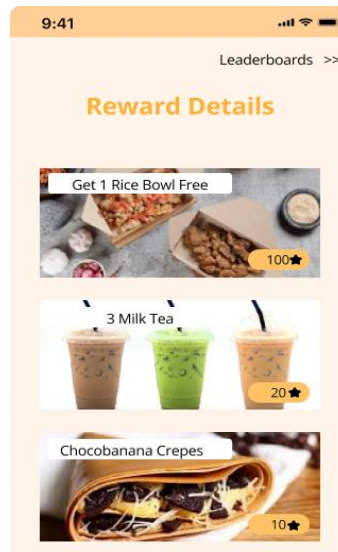 9:41
Leaderboards >>
Reward Details
Get 1 Rice Bowl Free
100
3 Milk Tea
20
Chocobanana Crepes
10